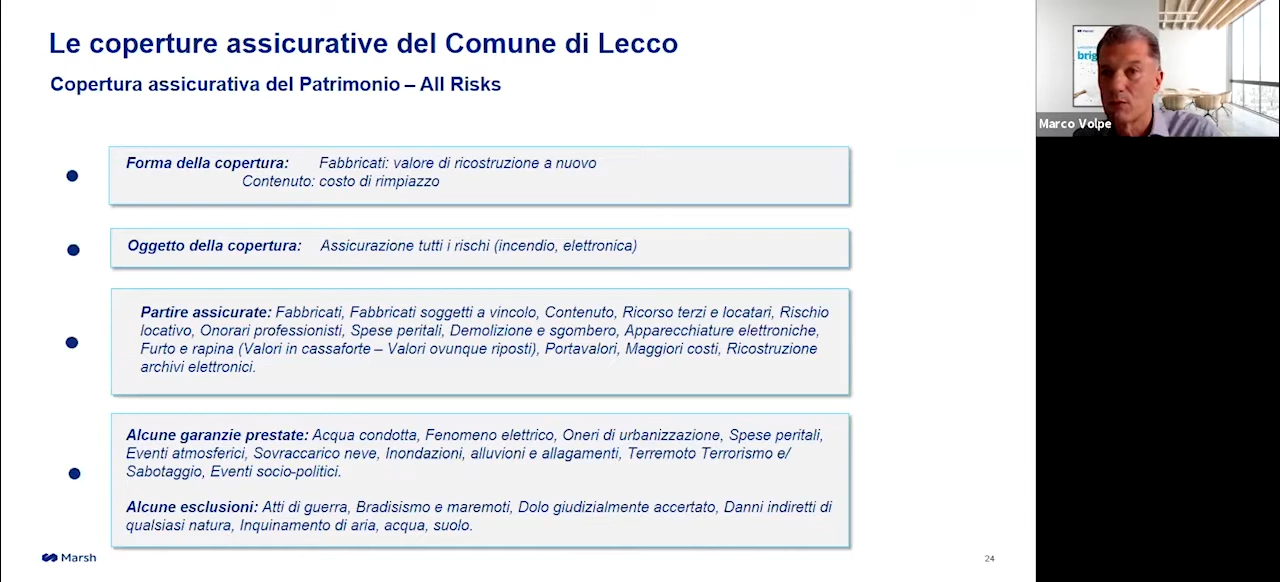 Le coperture assicurative del Comune di Lecco
Copertura assicurativa del Patrimonio – All Risks
Forma della copertura: Fabbricati: valore di ricostruzione a nuovo
Contenuto: costo di rimpiazzo
Oggetto della copertura: Assicurazione tutti i rischi (incendio, elettronica)
Partire assicurate: Fabbricati, Fabbricati soggetti a vincolo, Contenuto, Ricorso terzi e locatari, Rischio
locativo, Onorari professionisti, Spese peritali, Demolizione e sgombero, Apparecchiature elettroniche,
Furto e rapina (Valori in cassaforte – Valori ovunque riposti), Portavalori, Maggiori costi, Ricostruzione
archivi elettronici.
Alcune garanzie prestate: Acqua condotta, Fenomeno elettrico, Oneri di urbanizzazione, Spese peritali,
Eventi atmosferici, Sovraccarico neve, Inondazioni, alluvioni e allagamenti, Terremoto Terrorismo e/
Sabotaggio, Eventi socio-politici.
Alcune esclusioni: Atti di guerra, Bradisismo e maremoti, Dolo giudizialmente accertato, Danni indiretti di
qualsiasi natura, Inquinamento di aria, acqua, suolo.
Marsh
24
brig
Marco Volpe